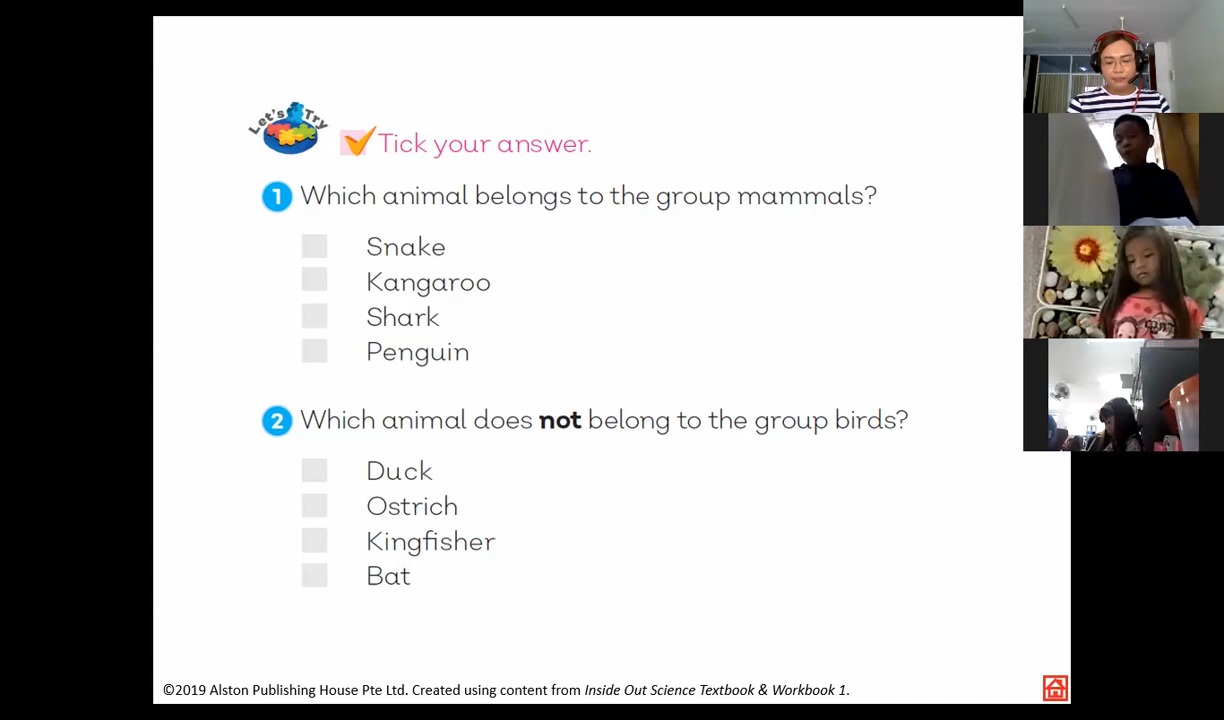 Let's Try
Tick your answer.
1 Which animal belongs to the group mammals?
Snake
Kangaroo
Shark
Penguin
2 Which animal does not belong to the group birds?
Duck
Ostrich
Kingfisher
Bat
©2019 Alston Publishing House Pte Ltd. Created using content from Inside Out Science Textbook & Workbook 1.